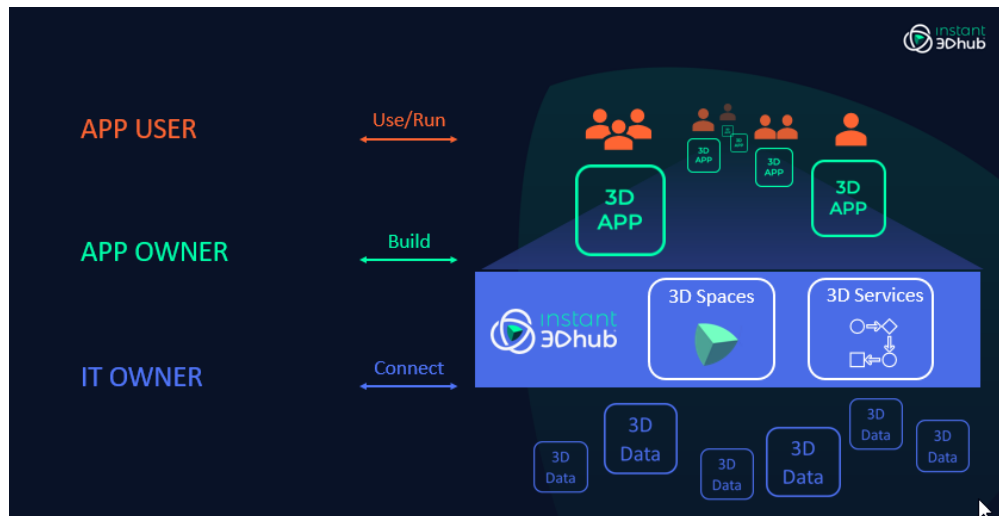 instant
3Dhub
APP USER
Use/Run
3D
APP
3D
APP
3D
APP
3D
APP
APP OWNER
Build
instant
3Dhub
3D Spaces
3D Services
IT OWNER
Connect
3D
Data
3D
Data
3D
Data
3D
Data
3D
Data
3D
Data